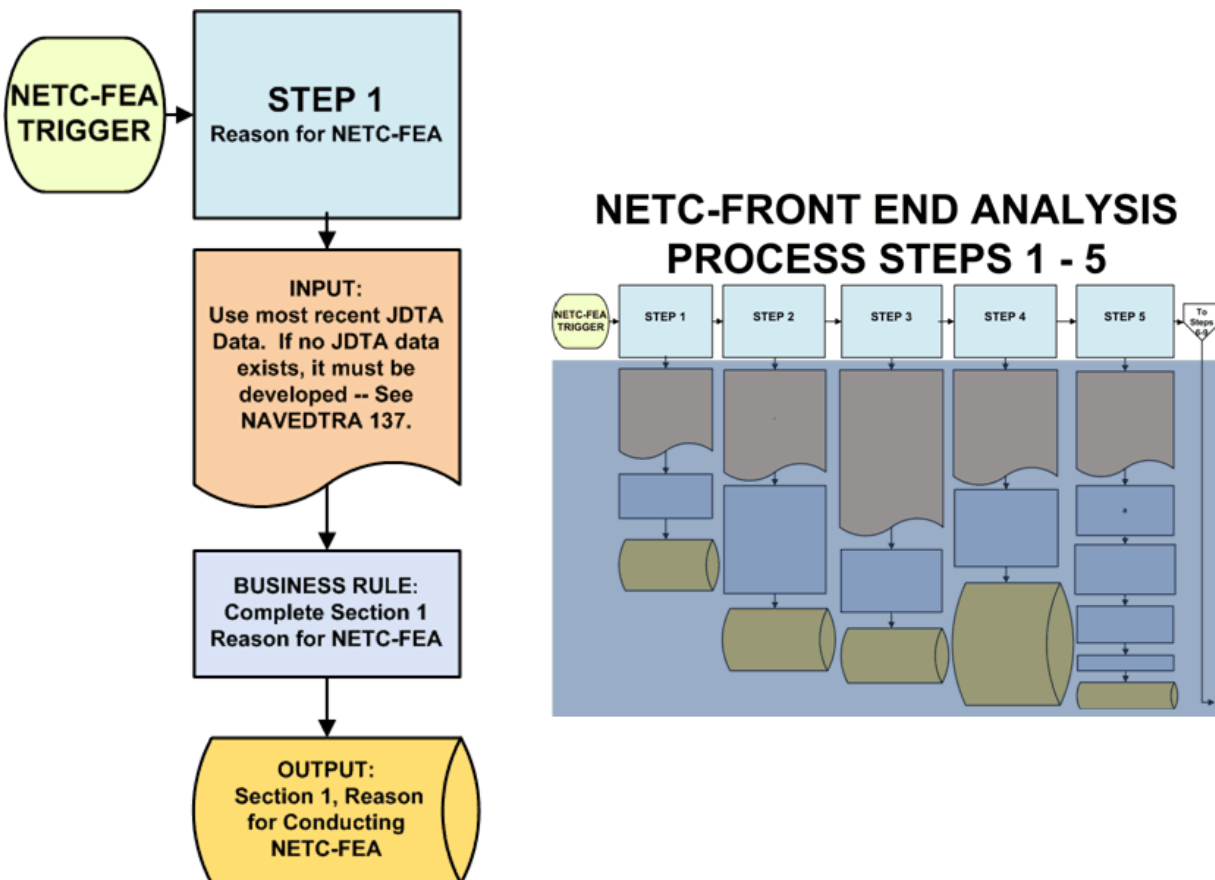 NETC-FEA
TRIGGER
STEP 1
Reason for NETC-FEA
INPUT:
Use most recent JDTA
Data. If no JDTA data
exists, it must be
developed -- See
NAVEDTRA 137.
BUSINESS RULE:
Complete Section 1
Reason for NETC-FEA
OUTPUT:
Section 1, Reason
for Conducting
NETC-FEA
NETC-FRONT END ANALYSIS
PROCESS STEPS 1 - 5
NETC-FEA
TRIGGER
STEP 1
STEP 2
STEP 3
STEP 4
STEP 5
To
Steps